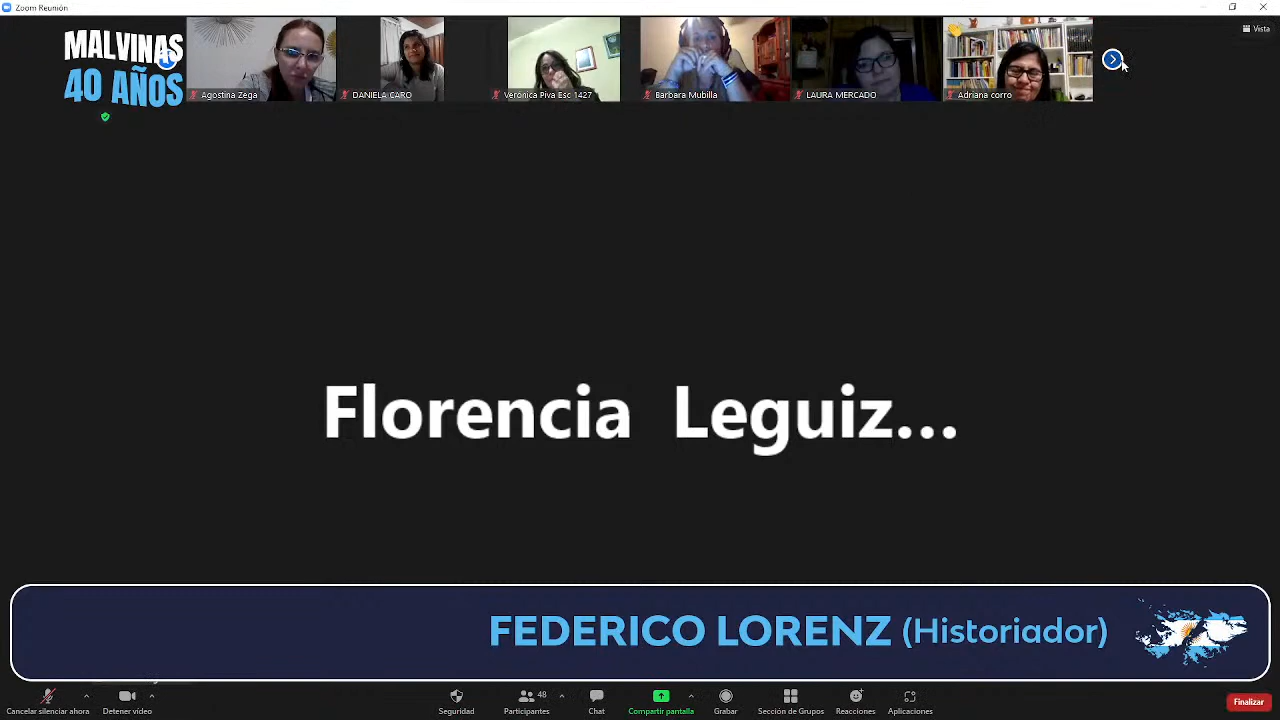 Zoom Reunión
MALVINAS
40 AÑOS
Agostina Zega
DANIELA CARO
Verónica Piva Esc 1427
Barbara Mubilla
LAURA MERCADO
Adriana corro
Vista
Florencia Leguiz...
FEDERICO LORENZ (Historiador)
Cancelar silenciar ahora
Detener vídeo
Seguridad
Participantes
48
Chat
Compartir pantalla
Grabar
Sección de Grupos
Reacciones
Aplicaciones
Finalizar